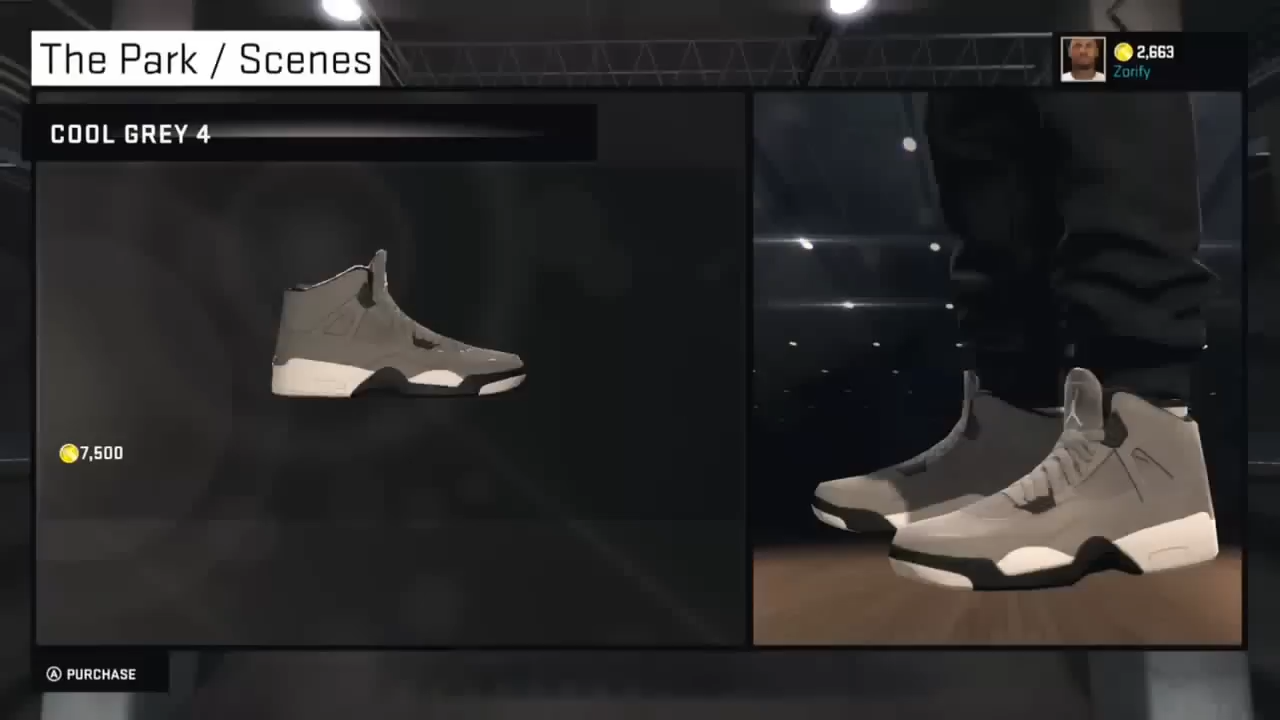 The Park / Scenes
2,663
Zorify
COOL GREY 4
7,500
A PURCHASE